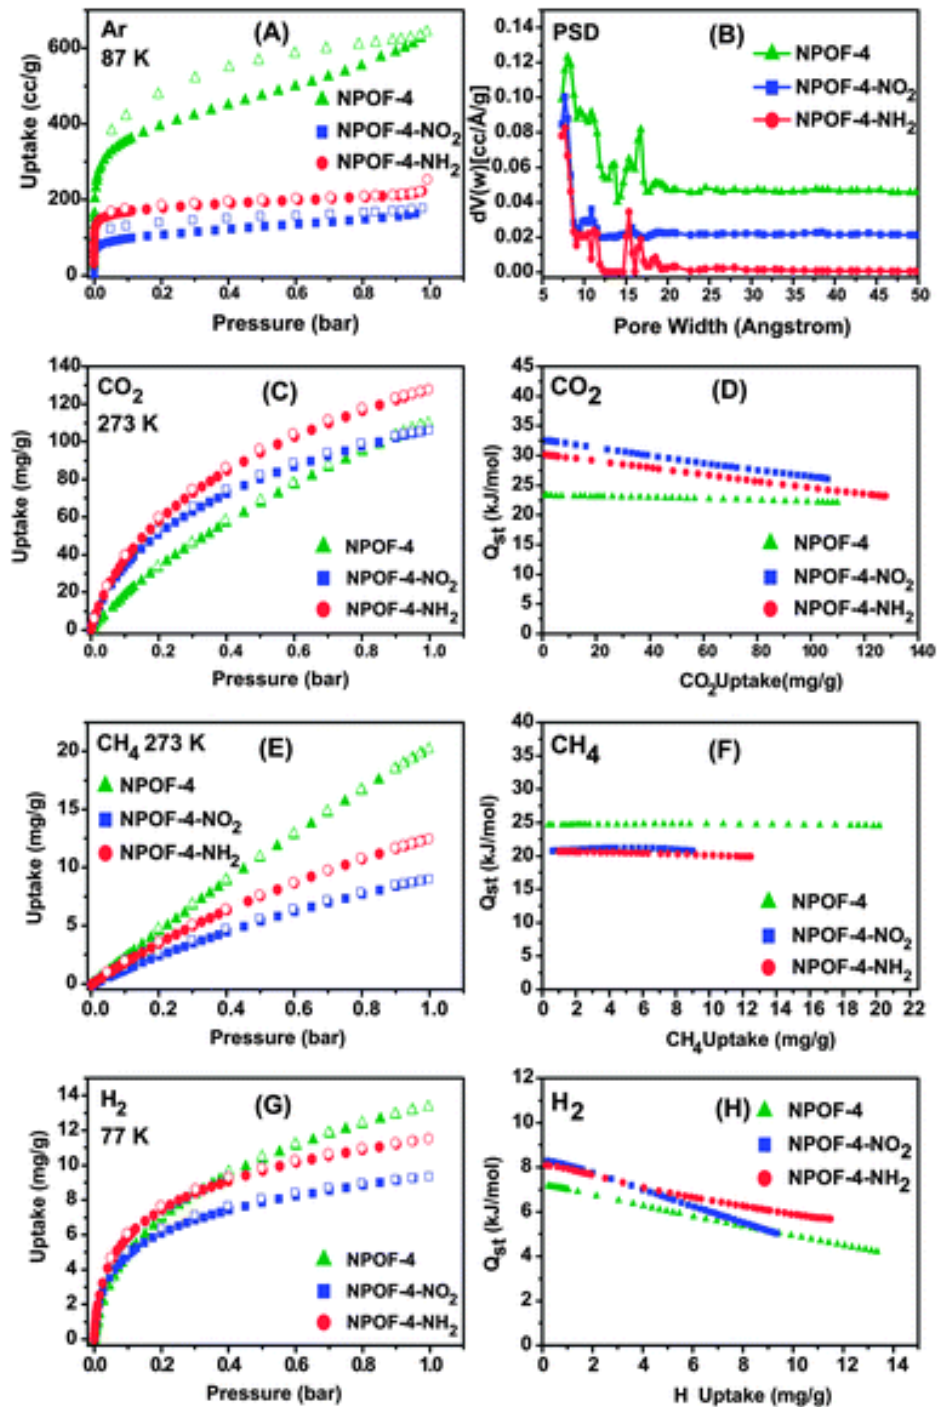 Ar
87 K
(A)
NPOF-4
NPOF-4-NO2
NPOF-4-NH2
Uptake (cc/g)
600
400
200
0
0.0 0.2 0.4 0.6 0.8 1.0
Pressure (bar)
PSD
(B)
NPOF-4
NPOF-4-NO2
NPOF-4-NH2
dV(w)[cc/Å/g]
0.12
0.09
0.06
0.02
0.00
5 10 15 20 25 30 35 40 45 50
Pore Width (Angstrom)
CO2
273 K
(C)
NPOF-4
NPOF-4-NO2
NPOF-4-NH2
Uptake (mg/g)
140
120
100
80
60
40
20
0
0.0 0.2 0.4 0.6 0.8 1.0
Pressure (bar)
CO2
(D)
NPOF-4
NPOF-4-NO2
NPOF-4-NH2
Qst (kJ/mol)
45
40
35
30
25
20
15
10
5
0
0 20 40 60 80 100 120 140
CO2Uptake(mg/g)
CH4 273 K
(E)
NPOF-4
NPOF-4-NO2
NPOF-4-NH2
Uptake (mg/g)
20
15
10
5
0
0.0 0.2 0.4 0.6 0.8 1.0
Pressure (bar)
CH4
(F)
NPOF-4
NPOF-4-NO2
NPOF-4-NH2
Qst (kJ/mol)
40
35
30
25
20
15
10
5
0
0 2 4 6 8 10 12 14 16 18 20 22
CH4Uptake (mg/g)
H2
77 K
(G)
NPOF-4
NPOF-4-NO2
NPOF-4-NH2
Uptake (mg/g)
14
12
10
8
6
4
2
0
0.0 0.2 0.4 0.6 0.8 1.0
Pressure (bar)
H2
(H)
NPOF-4
NPOF-4-NO2
NPOF-4-NH2
Qst (kJ/mol)
12
10
8
6
4
2
0
0 2 4 6 8 10 12 14
H Uptake (mg/g)